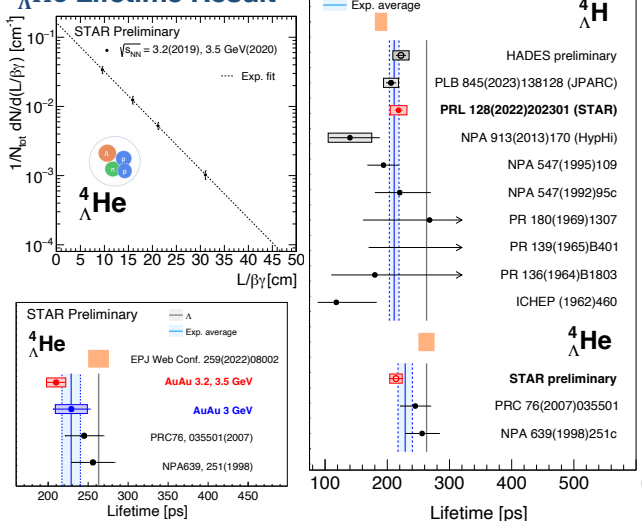 ΛHe Lifetime Result
STAR Preliminary
√sNN = 3.2(2019), 3.5 GeV(2020)
Exp. fit
1/Ntot dN/d(L/βγ) [cm⁻¹]
10⁻¹
10⁻²
10⁻³
10⁻⁴
Λ
p
n
p
4ΛHe
0 5 10 15 20 25 30 35 40 45 50
L/βγ[cm]
STAR Preliminary
Λ
Exp. average
4ΛHe
EPJ Web Conf. 259(2022)08002
AuAu 3.2, 3.5 GeV
AuAu 3 GeV
PRC76, 035501(2007)
NPA639, 251(1998)
200 250 300 350 400 450
Lifetime [ps]
Exp. average
4ΛH
HADES preliminary
PLB 845(2023)138128 (JPARC)
PRL 128(2022)202301 (STAR)
NPA 913(2013)170 (HypHi)
NPA 547(1995)109
NPA 547(1992)95c
PR 180(1969)1307
PR 139(1965)B401
PR 136(1964)B1803
ICHEP (1962)460
4ΛHe
STAR preliminary
PRC 76(2007)035501
NPA 639(1998)251c
100 200 300 400 500 600
Lifetime [ps]